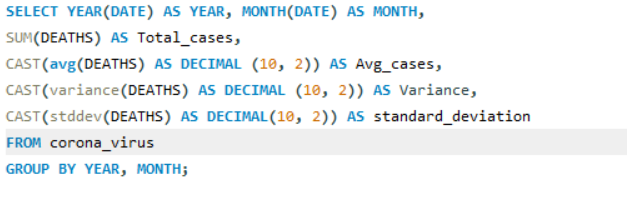 SELECT YEAR(DATE) AS YEAR, MONTH(DATE) AS MONTH,
SUM(DEATHS) AS Total_cases,
CAST(avg(DEATHS) AS DECIMAL (10, 2)) AS Avg_cases,
CAST(variance(DEATHS) AS DECIMAL (10, 2)) AS Variance,
CAST(stddev(DEATHS) AS DECIMAL(10, 2)) AS standard_deviation
FROM corona_virus
GROUP BY YEAR, MONTH;